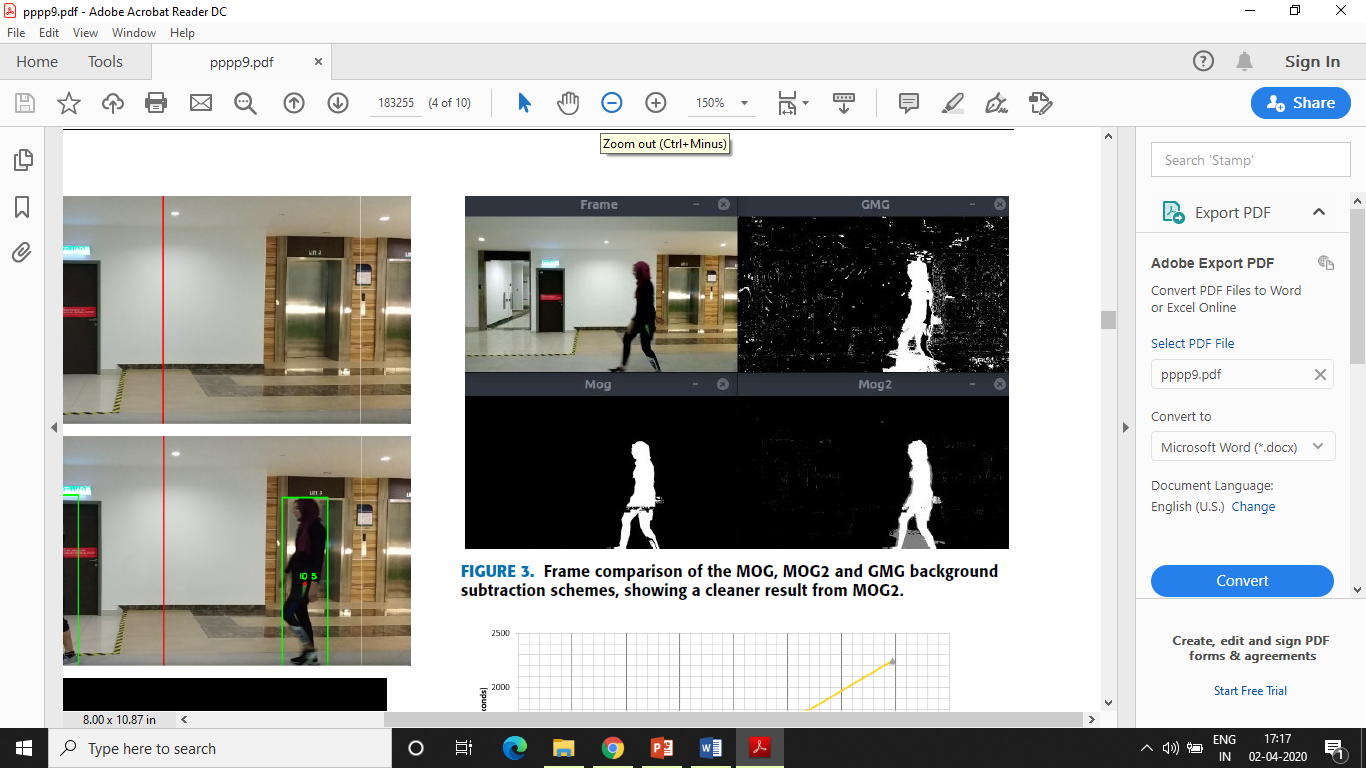 pppp9.pdf - Adobe Acrobat Reader DC
File Edit View Window Help
Home Tools pppp9.pdf × Sign In
183255 (4 of 10) 150% Share
Zoom out (Ctrl+Minus)
Search 'Stamp'
Export PDF
Adobe Export PDF
Convert PDF Files to Word
or Excel Online
Select PDF File
pppp9.pdf
Convert to
Microsoft Word (*.docx)
Document Language:
English (U.S.) Change
Convert
Create, edit and sign PDF
forms & agreements
Start Free Trial
ID 5
Frame
GMG
Mog
Mog2
FIGURE 3. Frame comparison of the MOG, MOG2 and GMG background
subtraction schemes, showing a cleaner result from MOG2.
2500
2000
conds)
8.00 x 10.87 in
Type here to search
ENG
IN
17:17
02-04-2020
1